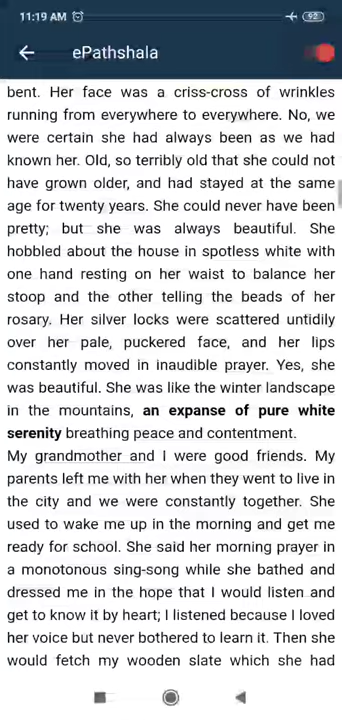 11:19 AM
92
ePathshala
bent. Her face was a criss-cross of wrinkles
running from everywhere to everywhere. No, we
were certain she had always been as we had
known her. Old, so terribly old that she could not
have grown older, and had stayed at the same
age for twenty years. She could never have been
pretty; but she was always beautiful. She
hobbled about the house in spotless white with
one hand resting on her waist to balance her
stoop and the other telling the beads of her
rosary. Her silver locks were scattered untidily
over her pale, puckered face, and her lips
constantly moved in inaudible prayer. Yes, she
was beautiful. She was like the winter landscape
in the mountains, an expanse of pure white
serenity breathing peace and contentment.
My grandmother and I were good friends. My
parents left me with her when they went to live in
the city and we were constantly together. She
used to wake me up in the morning and get me
ready for school. She said her morning prayer in
a monotonous sing-song while she bathed and
dressed me in the hope that I would listen and
get to know it by heart; I listened because I loved
her voice but never bothered to learn it. Then she
would fetch my wooden slate which she had